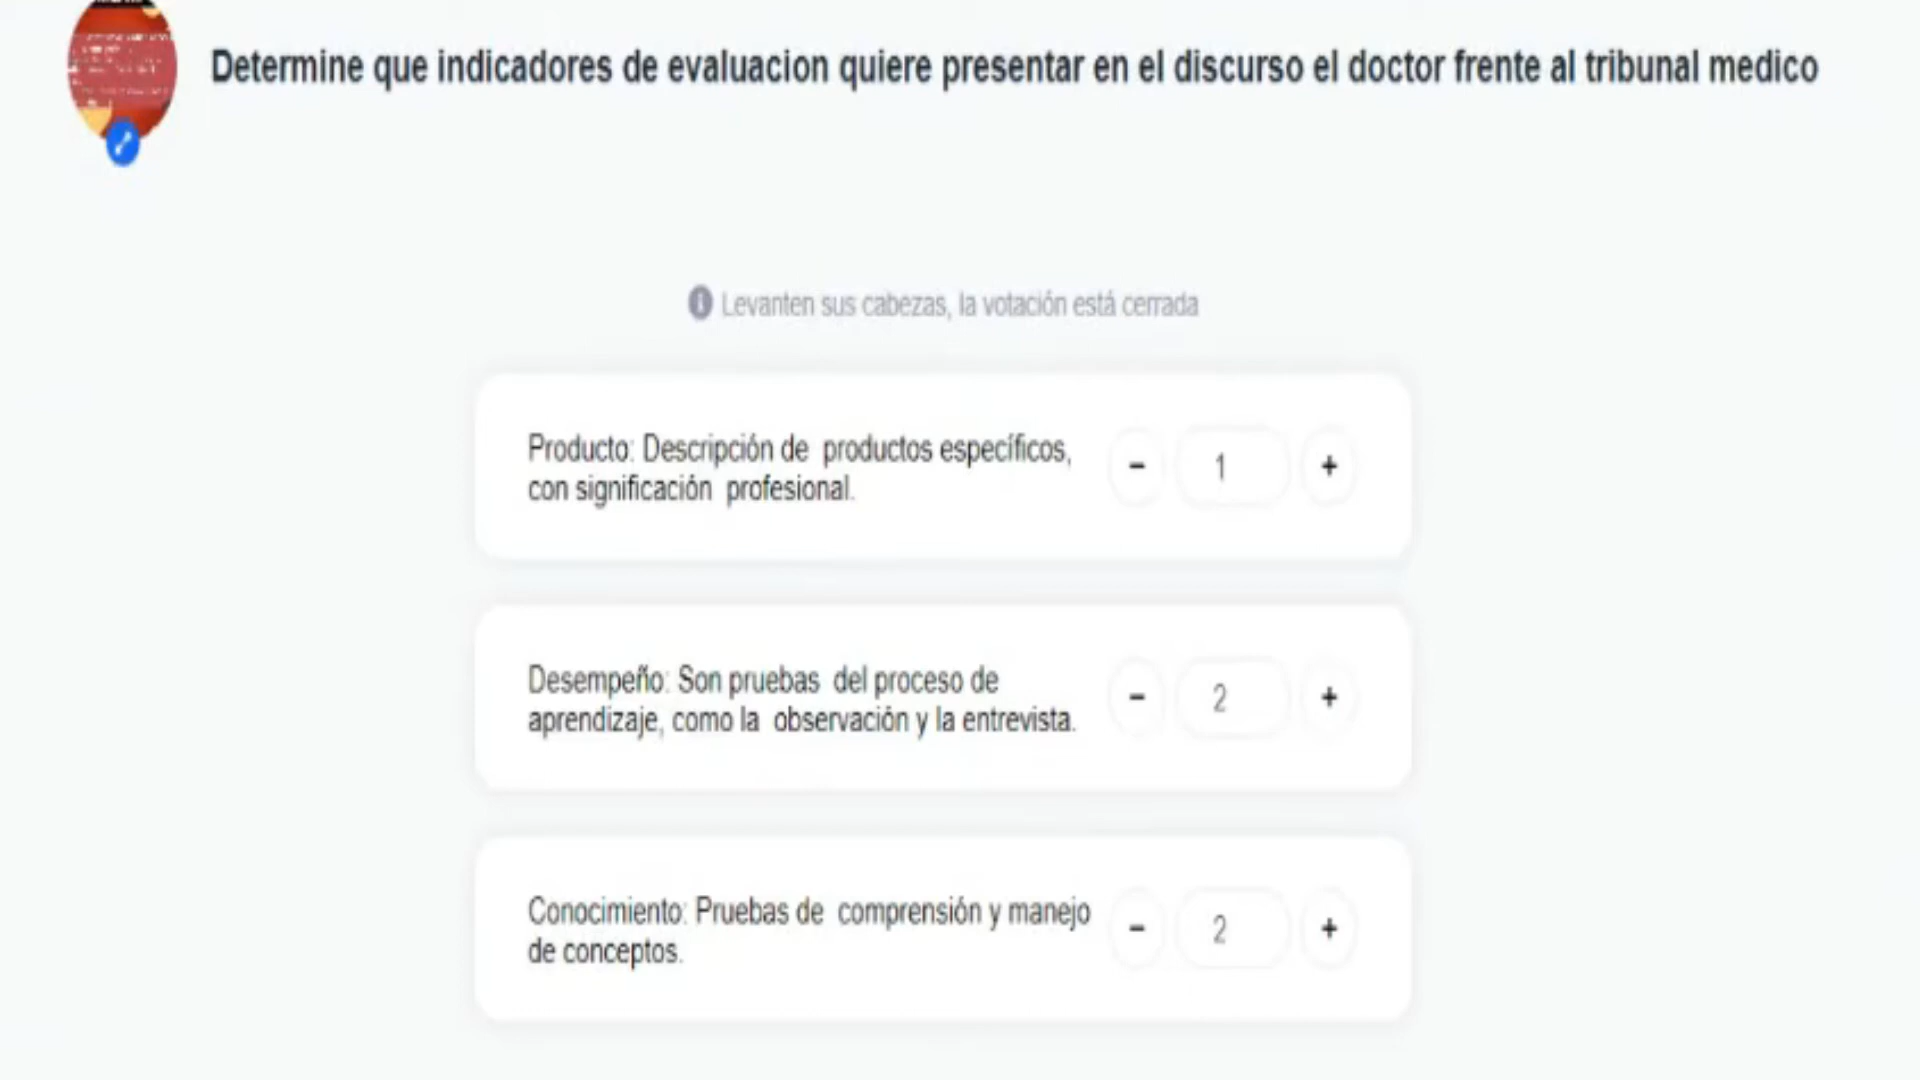 Determine que indicadores de evaluacion quiere presentar en el discurso el doctor frente al tribunal medico
Levanten sus cabezas, la votación está cerrada
Producto: Descripción de productos específicos,
con significación profesional.
- 1 +
Desempeño: Son pruebas del proceso de
aprendizaje, como la observación y la entrevista.
- 2 +
Conocimiento: Pruebas de comprensión y manejo
de conceptos.
- 2 +